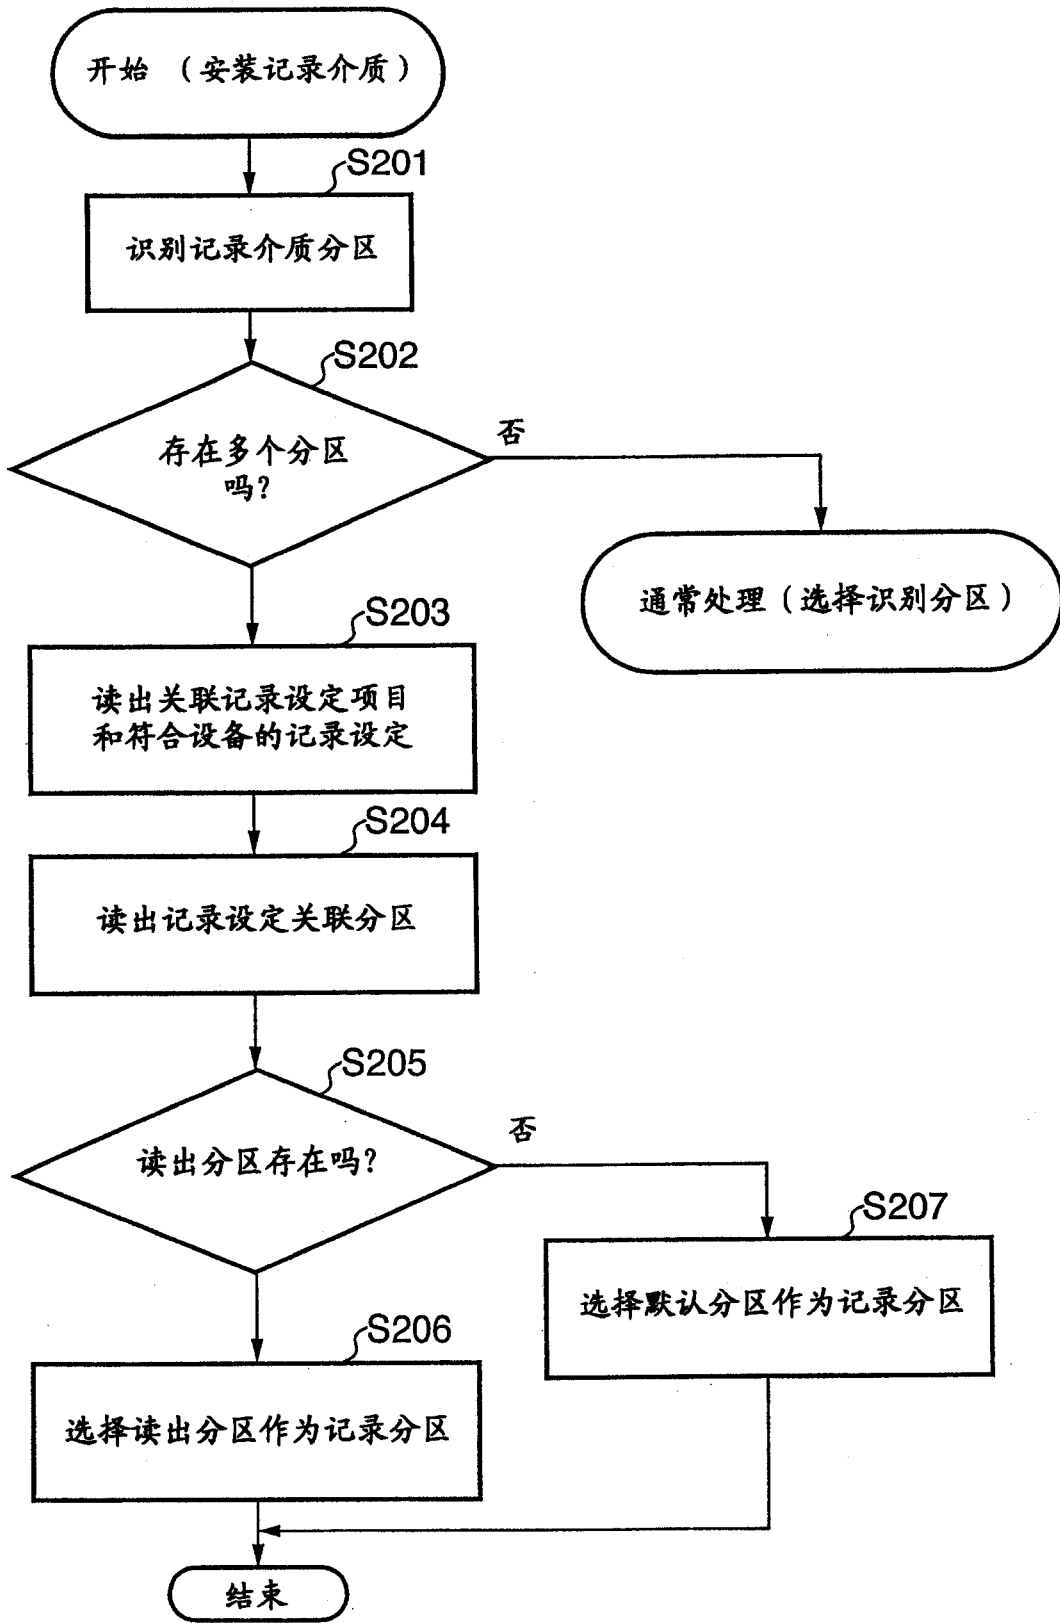 开始 （安装记录介质）
S201
识别记录介质分区
S202
存在多个分区
吗?
否
通常处理（选择识别分区）
S203
读出关联记录设定项目
和符合设备的记录设定
S204
读出记录设定关联分区
S205
读出分区存在吗?
否
S207
选择默认分区作为记录分区
S206
选择读出分区作为记录分区
结束